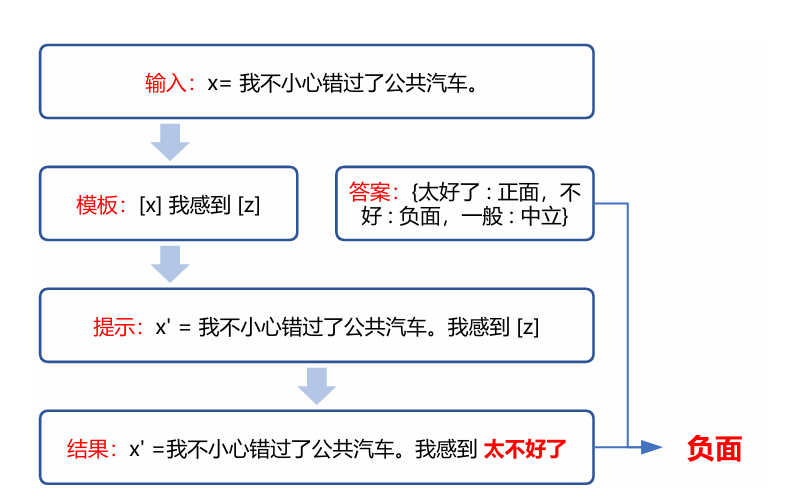 输入：x= 我不小心错过了公共汽车。
模板：[x] 我感到 [z]
答案：{太好了 : 正面，不
好 : 负面，一般 : 中立}
提示：x' = 我不小心错过了公共汽车。我感到 [z]
结果：x' =我不小心错过了公共汽车。我感到 太不好了
负面